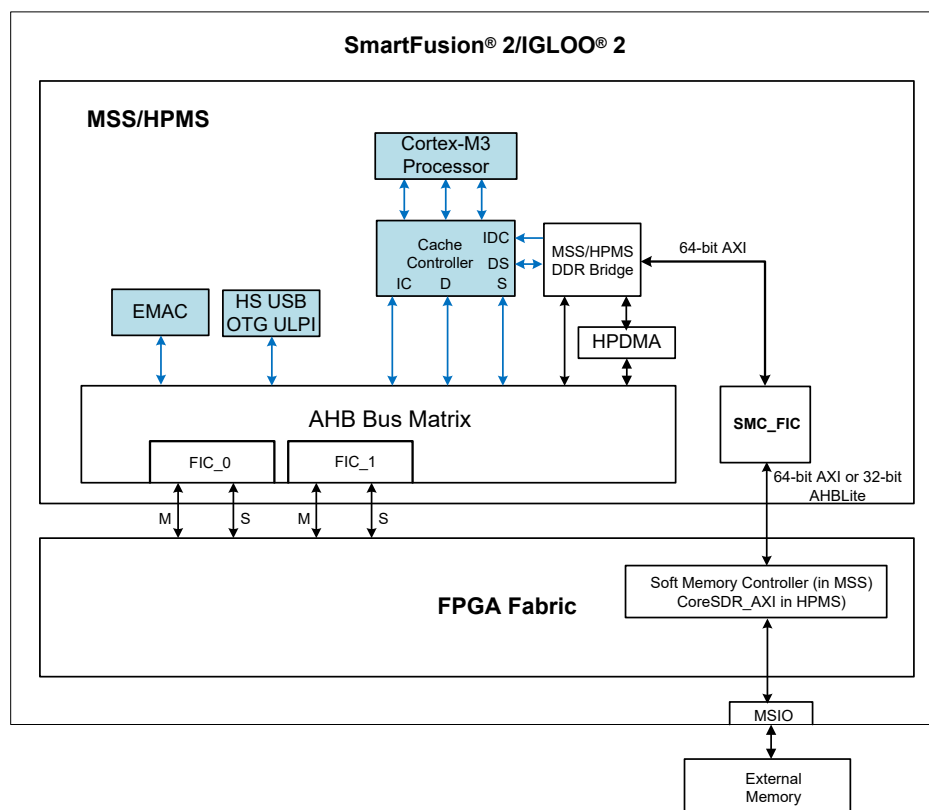 SmartFusion® 2/IGLOO® 2
MSS/HPMS
Cortex-M3
Processor
Cache
Controller
IDC
DS
IC
D
S
MSS/HPMS
DDR Bridge
64-bit AXI
EMAC
HS USB
OTG ULPI
HPDMA
AHB Bus Matrix
SMC_FIC
FIC_0
FIC_1
64-bit AXI or 32-bit
AHBLite
M
S
M
S
FPGA Fabric
Soft Memory Controller (in MSS)
CoreSDR_AXI in HPMS)
MSIO
External
Memory